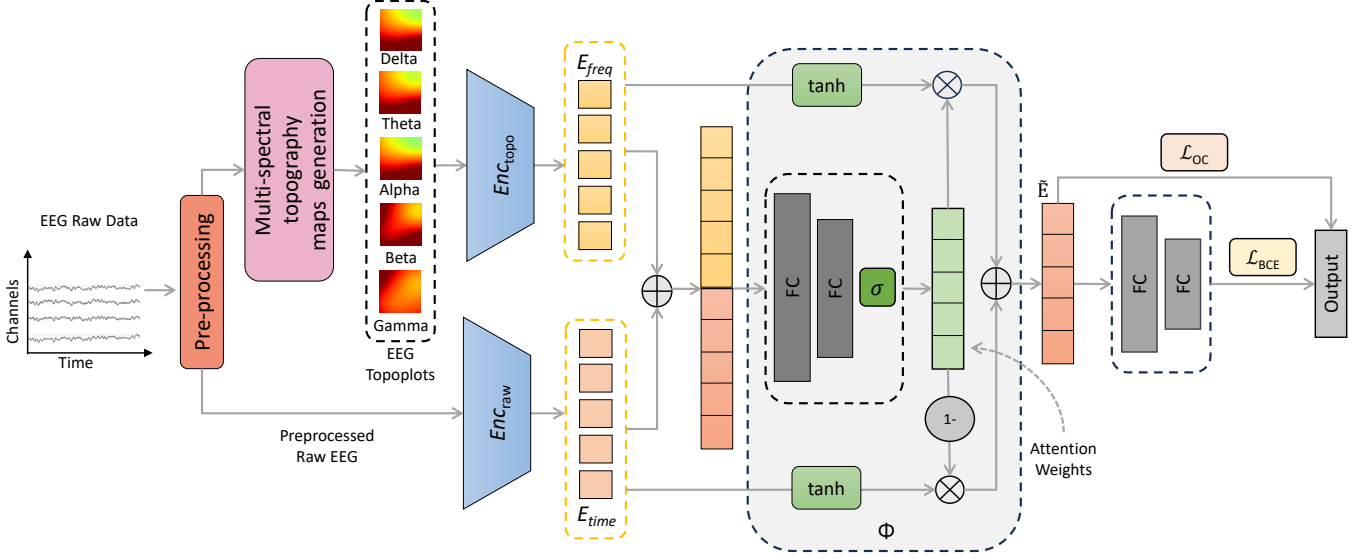 EEG Raw Data
Channels
Time
Pre-processing
Multi-spectral
topography
maps generation
Delta
Theta
Alpha
Beta
Gamma
EEG
Topoplots
Preprocessed
Raw EEG
Enc_topo
Enc_raw
E_freq
E_time
tanh
FC
FC
σ
1-
tanh
Φ
Attention
Weights
Ẽ
FC
FC
ℒ_OC
ℒ_BCE
Output